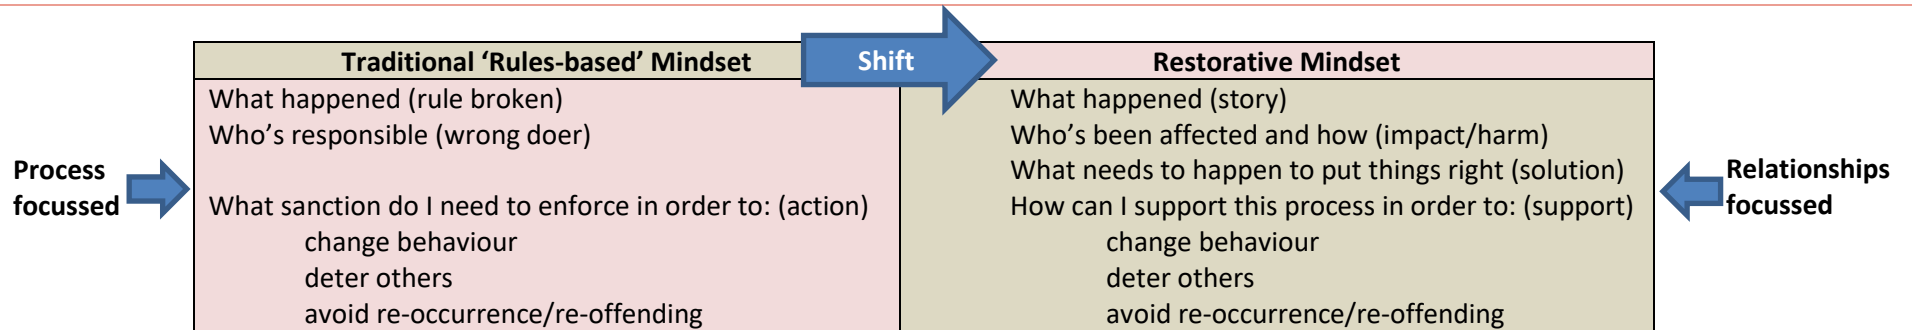 Traditional ‘Rules-based’ Mindset
Shift
Restorative Mindset
Process
focussed
What happened (rule broken)
Who’s responsible (wrong doer)
What sanction do I need to enforce in order to: (action)
change behaviour
deter others
avoid re-occurrence/re-offending
What happened (story)
Who’s been affected and how (impact/harm)
What needs to happen to put things right (solution)
How can I support this process in order to: (support)
change behaviour
deter others
avoid re-occurrence/re-offending
Relationships
focussed